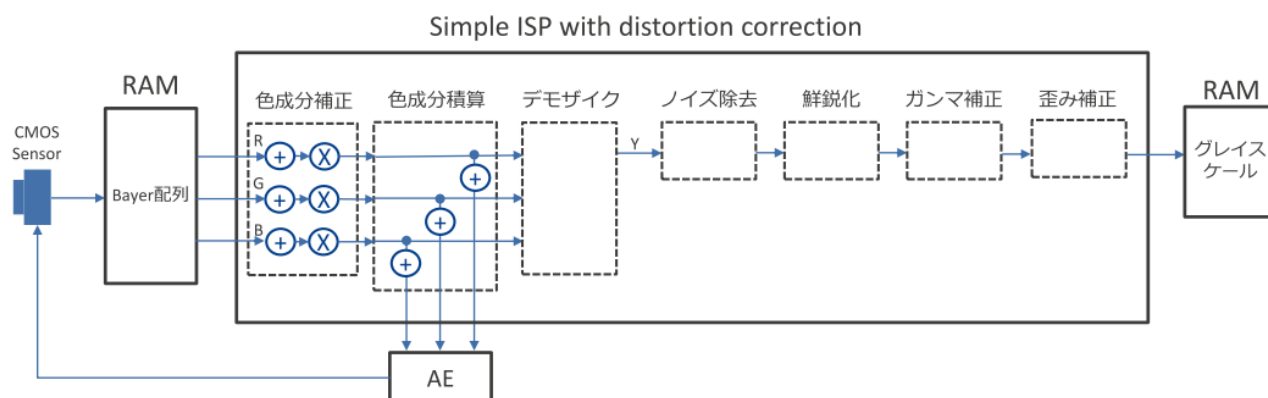 Simple ISP with distortion correction
RAM
色成分補正
色成分積算
デモザイク
ノイズ除去
鮮鋭化
ガンマ補正
歪み補正
RAM
CMOS
Sensor
Bayer配列
R
+
X
G
+
X
B
+
X
+
+
+
Y
グレイス
ケール
AE